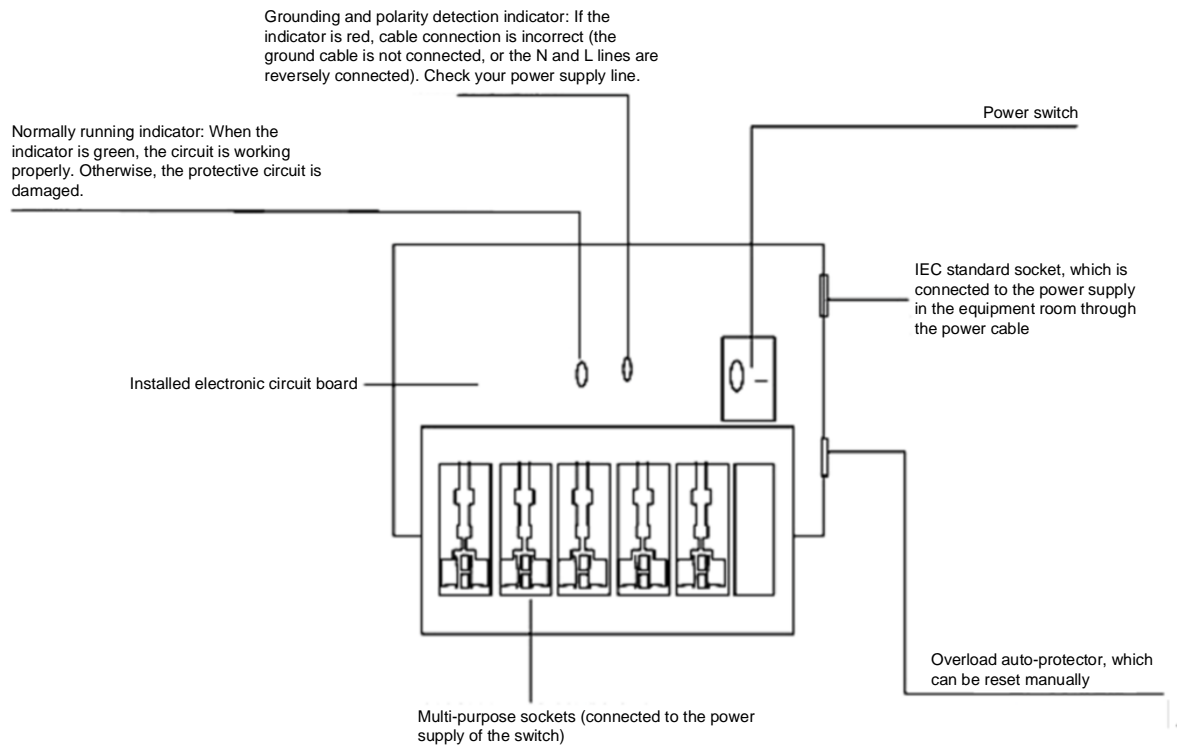 Grounding and polarity detection indicator: If the
indicator is red, cable connection is incorrect (the
ground cable is not connected, or the N and L lines are
reversely connected). Check your power supply line.
Power switch
Normally running indicator: When the
indicator is green, the circuit is working
properly. Otherwise, the protective circuit is
damaged.
IEC standard socket, which is
connected to the power supply
in the equipment room through
the power cable
Installed electronic circuit board
Overload auto-protector, which
can be reset manually
Multi-purpose sockets (connected to the power
supply of the switch)